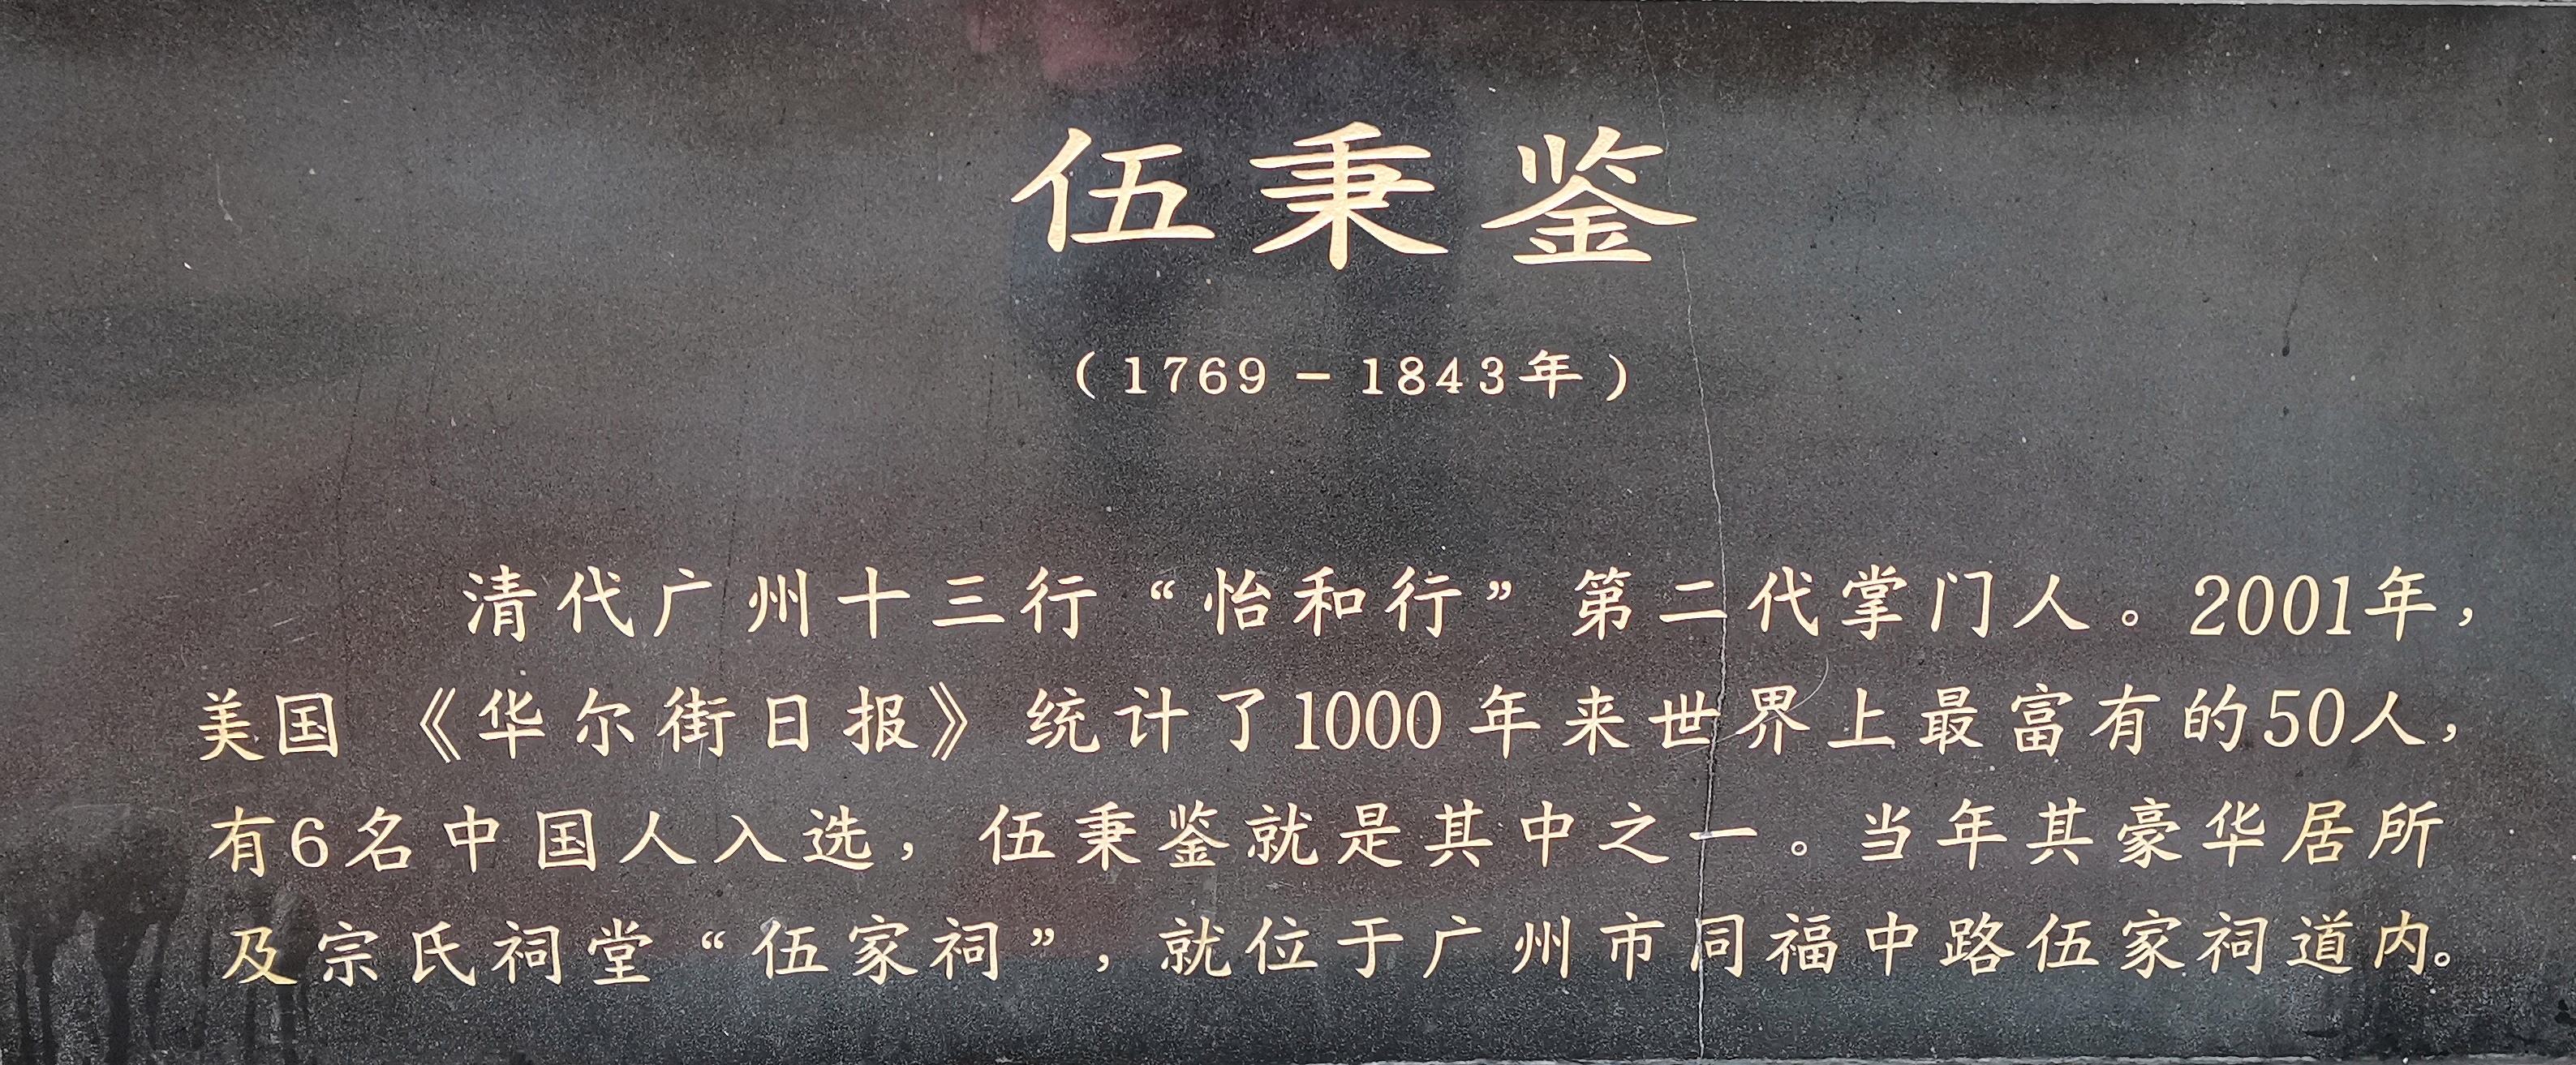 伍秉鉴
（1769－1843年）
清代广州十三行“怡和行”第二代掌门人。2001年，
美国《华尔街日报》统计了1000年来世界上最富有的50人，
有6名中国人入选，伍秉鉴就是其中之一。当年其豪华居所
及宗氏祠堂“伍家祠”，就位于广州市同福中路伍家祠道内。